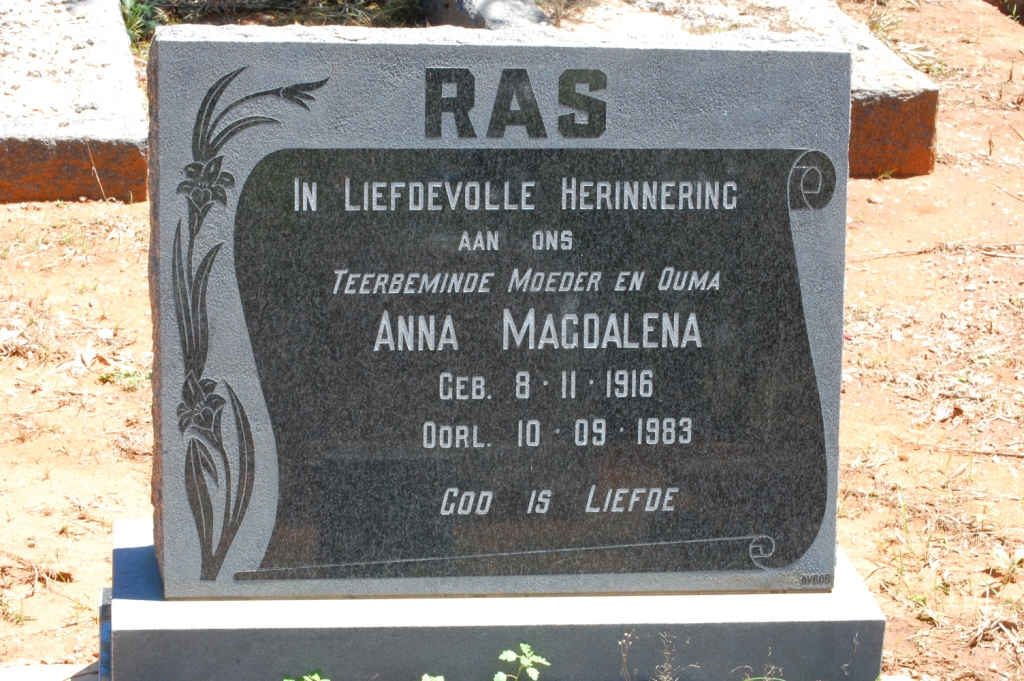 RAS
IN LIEFDEVOLLE HERINNERING
AAN ONS
TEERBEMINDE MOEDER EN OUMA
ANNA MAGDALENA
GEB. 8 · 11 · 1916
OORL. 10 · 09 · 1983
GOD IS LIEFDE